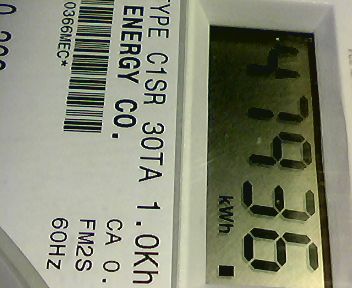 47936
kWh
TYPE C1SR 30TA 1.0Kh
ENERGY CO.
CA 0.
FM2S
60HZ
0366MEC*